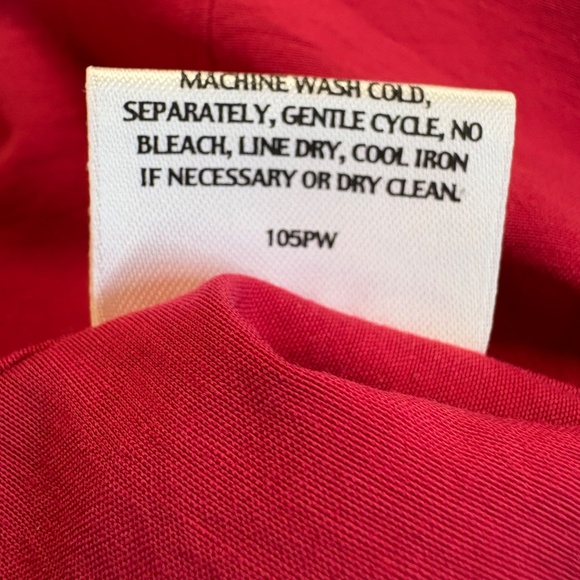 MACHINE WASH COLD,
SEPARATELY, GENTLE CYCLE, NO
BLEACH, LINE DRY, COOL IRON
IF NECESSARY OR DRY CLEAN.
105PW